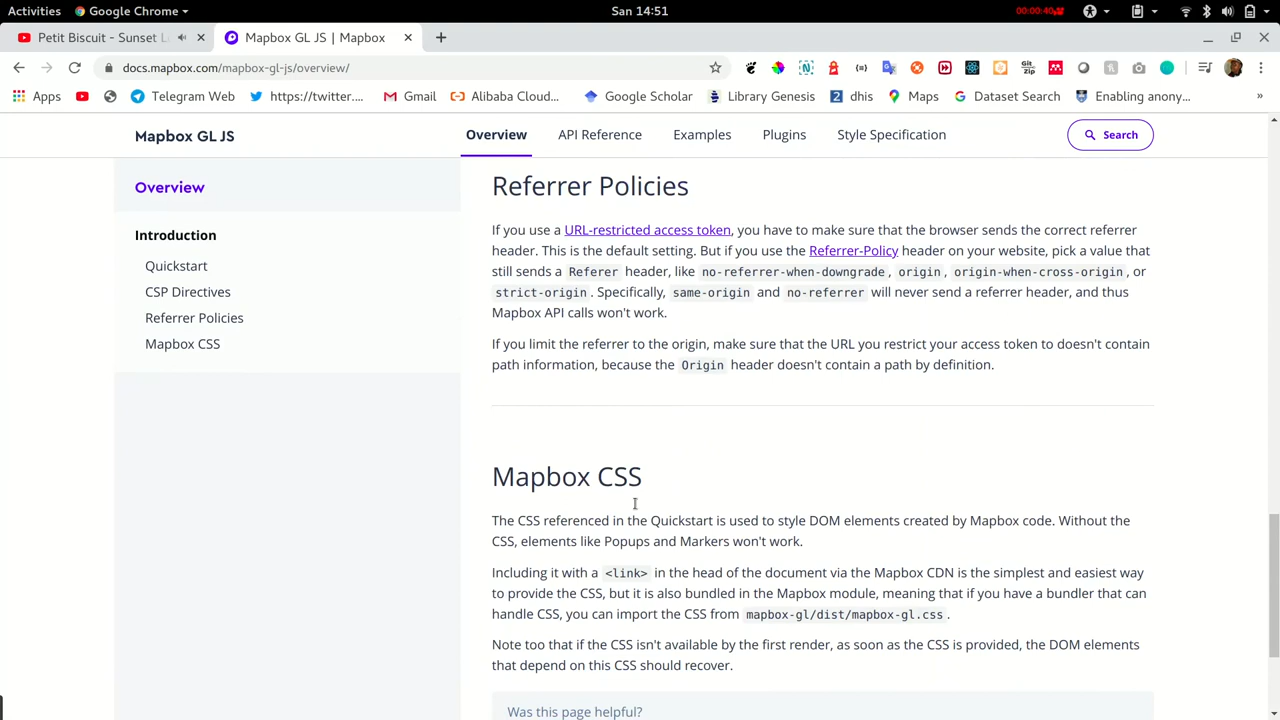 Activities
Google Chrome
San 14:51
00:00:40
Petit Biscuit - Sunset L
Mapbox GL JS | Mapbox
docs.mapbox.com/mapbox-gl-js/overview/
Apps
Telegram Web
https://twitter....
Gmail
Alibaba Cloud...
Google Scholar
Library Genesis
dhis
Maps
Dataset Search
Enabling anony...
»
Mapbox GL JS
Overview
API Reference
Examples
Plugins
Style Specification
Search
Overview
Introduction
Quickstart
CSP Directives
Referrer Policies
Mapbox CSS
Referrer Policies
If you use a URL-restricted access token, you have to make sure that the browser sends the correct referrer
header. This is the default setting. But if you use the Referrer-Policy header on your website, pick a value that
still sends a Referer header, like no-referrer-when-downgrade, origin, origin-when-cross-origin, or
strict-origin. Specifically, same-origin and no-referrer will never send a referrer header, and thus
Mapbox API calls won't work.
If you limit the referrer to the origin, make sure that the URL you restrict your access token to doesn't contain
path information, because the Origin header doesn't contain a path by definition.
Mapbox CSS
The CSS referenced in the Quickstart is used to style DOM elements created by Mapbox code. Without the
CSS, elements like Popups and Markers won't work.
Including it with a <link> in the head of the document via the Mapbox CDN is the simplest and easiest way
to provide the CSS, but it is also bundled in the Mapbox module, meaning that if you have a bundler that can
handle CSS, you can import the CSS from mapbox-gl/dist/mapbox-gl.css.
Note too that if the CSS isn't available by the first render, as soon as the CSS is provided, the DOM elements
that depend on this CSS should recover.
Was this page helpful?